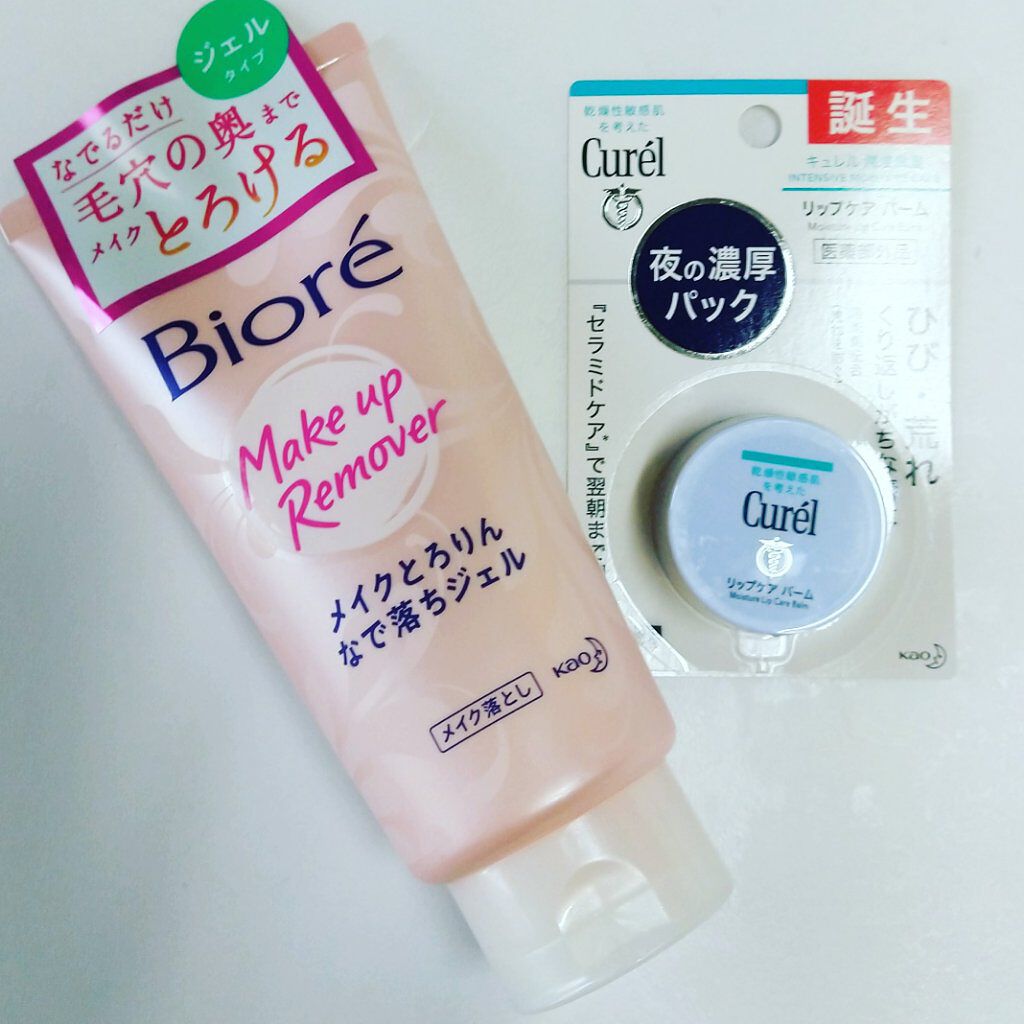 ジェル
タイプ
なでるだけ
毛穴の奥まで
メイクとろける
Bioré
Make up
Remover
メイクとろりん
なで落ちジェル
Kao
メイク落とし
誕生
乾燥性敏感肌
を考えた
Curél
キュレル
INTENSIVE MOISTURE CARE
リップケア バーム
Moisture Lip Care Balm
医薬部外品
夜の濃厚
パック
ひび・荒れ
くり返しがちな
『セラミドケア』*で翌朝まで
乾燥性敏感肌
を考えた
Curél
リップケア バーム
Moisture Lip Care Balm
Kao